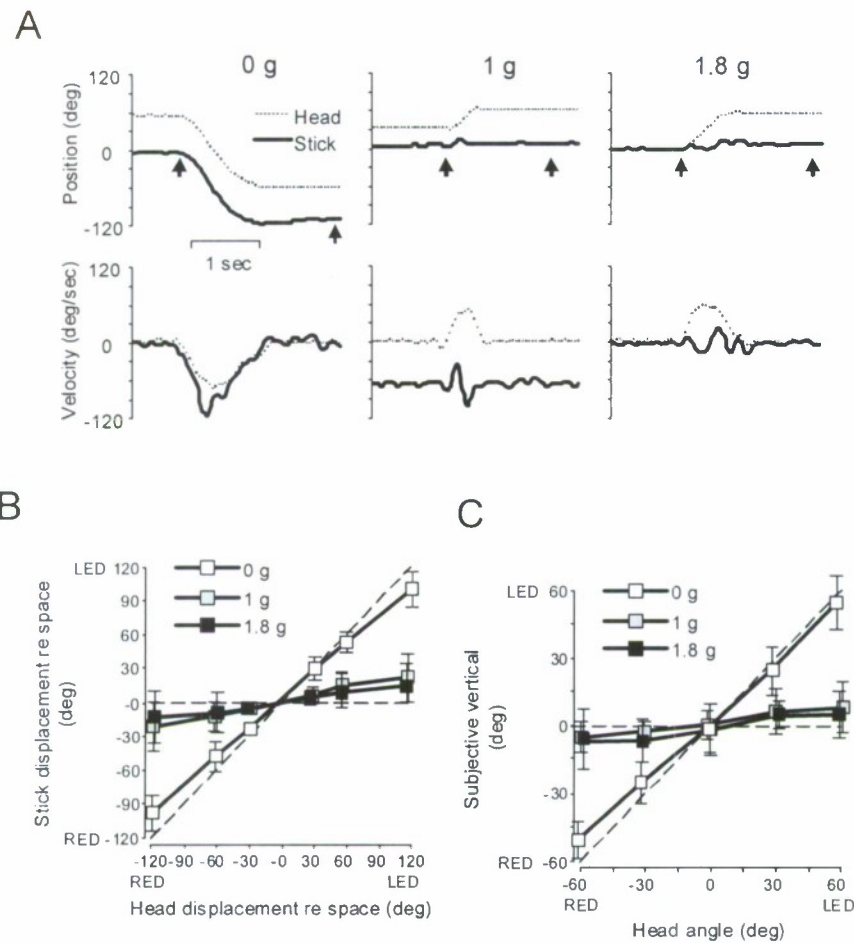 A
0 g
1 g
1.8 g
Position (deg)
120
0
-120
Head
Stick
1 sec
Velocity (deg/sec)
120
0
-120
B
Stick displacement re space
(deg)
LED 120
90
60
30
-0
-30
-60
-90
RED -120
0 g
1 g
1.8 g
-120 -90 -60 -30 -0 30 60 90 120
RED LED
Head displacement re space (deg)
C
Subjective vertical
(deg)
LED 60
30
0
-30
RED -60
0 g
1 g
1.8 g
-60 -30 0 30 60
RED LED
Head angle (deg)